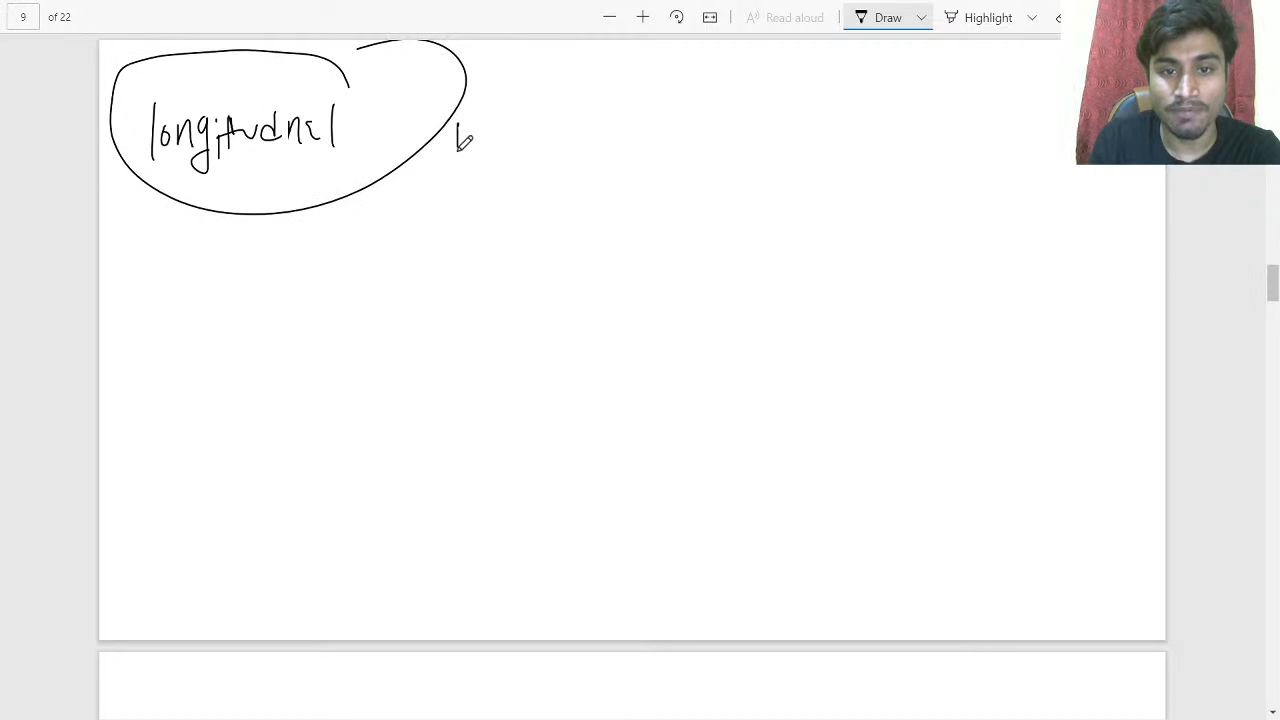 9 of 22
Read aloud
Draw
Highlight
longitudnal